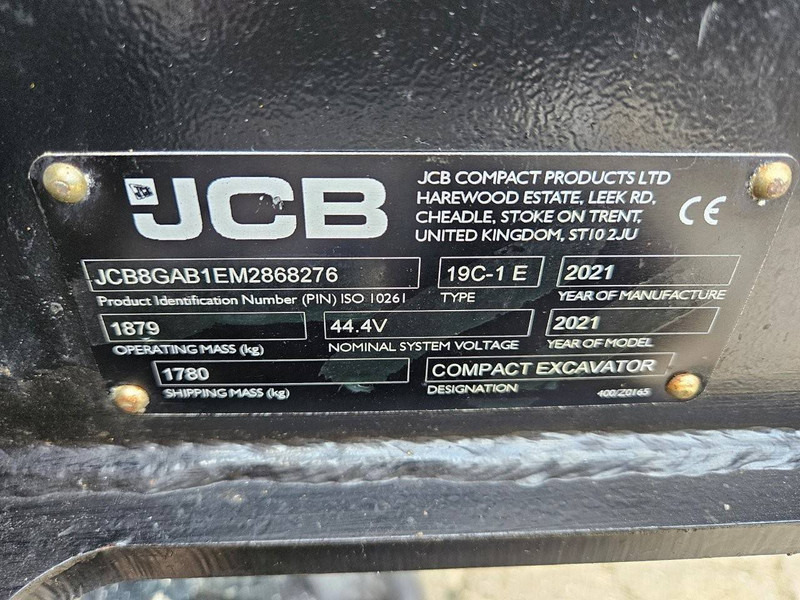 JCB JCB
JCB COMPACT PRODUCTS LTD
HAREWOOD ESTATE, LEEK RD,
CHEADLE, STOKE ON TRENT,
UNITED KINGDOM, ST10 2JU
CE
JCB8GAB1EM2868276 19C-1 E 2021
Product Identification Number (PIN) ISO 10261 TYPE YEAR OF MANUFACTURE
1879 44.4V 2021
OPERATING MASS (kg) NOMINAL SYSTEM VOLTAGE YEAR OF MODEL
1780 COMPACT EXCAVATOR
SHIPPING MASS (kg) DESIGNATION 400/Z0165